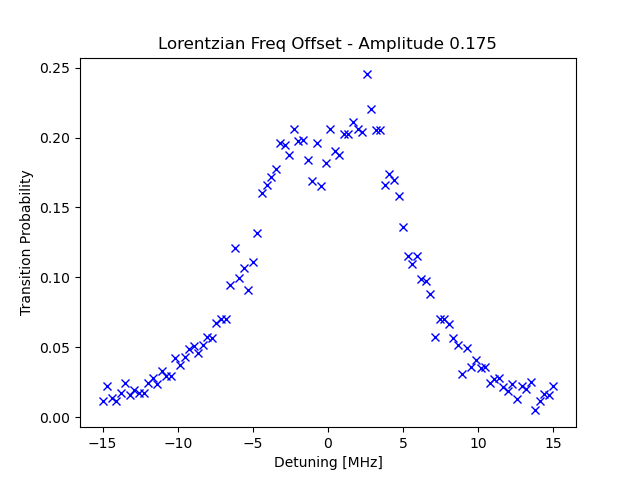 Lorentzian Freq Offset - Amplitude 0.175
0.25
0.20
0.15
0.10
0.05
0.00
Transition Probability
−15 −10 −5 0 5 10 15
Detuning [MHz]